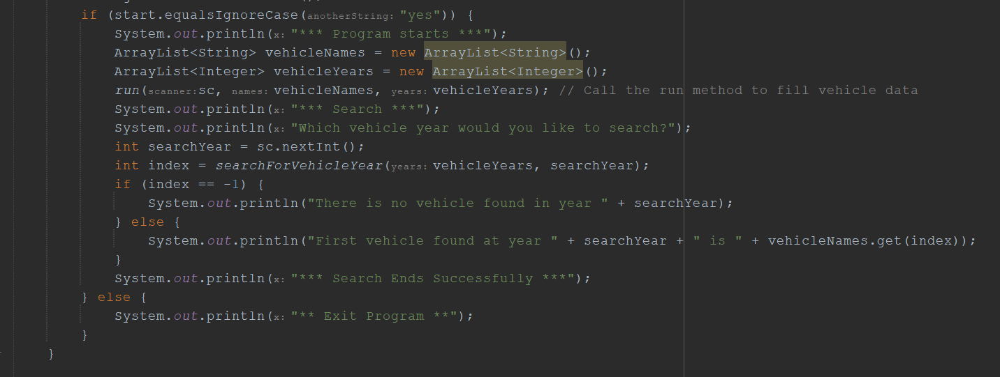 if (start.equalsIgnoreCase( anotherString: "yes")) {
System.out.println( x: "*** Program starts ***");
ArrayList<String> vehicleNames = new ArrayList<String>();
ArrayList<Integer> vehicleYears = new ArrayList<Integer>();
run( scanner: sc, names: vehicleNames, years: vehicleYears); // Call the run method to fill vehicle data
System.out.println( x: "*** Search ***");
System.out.println( x: "Which vehicle year would you like to search?");
int searchYear = sc.nextInt();
int index = searchForVehicleYear( years: vehicleYears, searchYear);
if (index == -1) {
System.out.println("There is no vehicle found in year " + searchYear);
} else {
System.out.println("First vehicle found at year " + searchYear + " is " + vehicleNames.get(index));
}
System.out.println( x: "*** Search Ends Successfully ***");
} else {
System.out.println( x: "** Exit Program **");
}
}